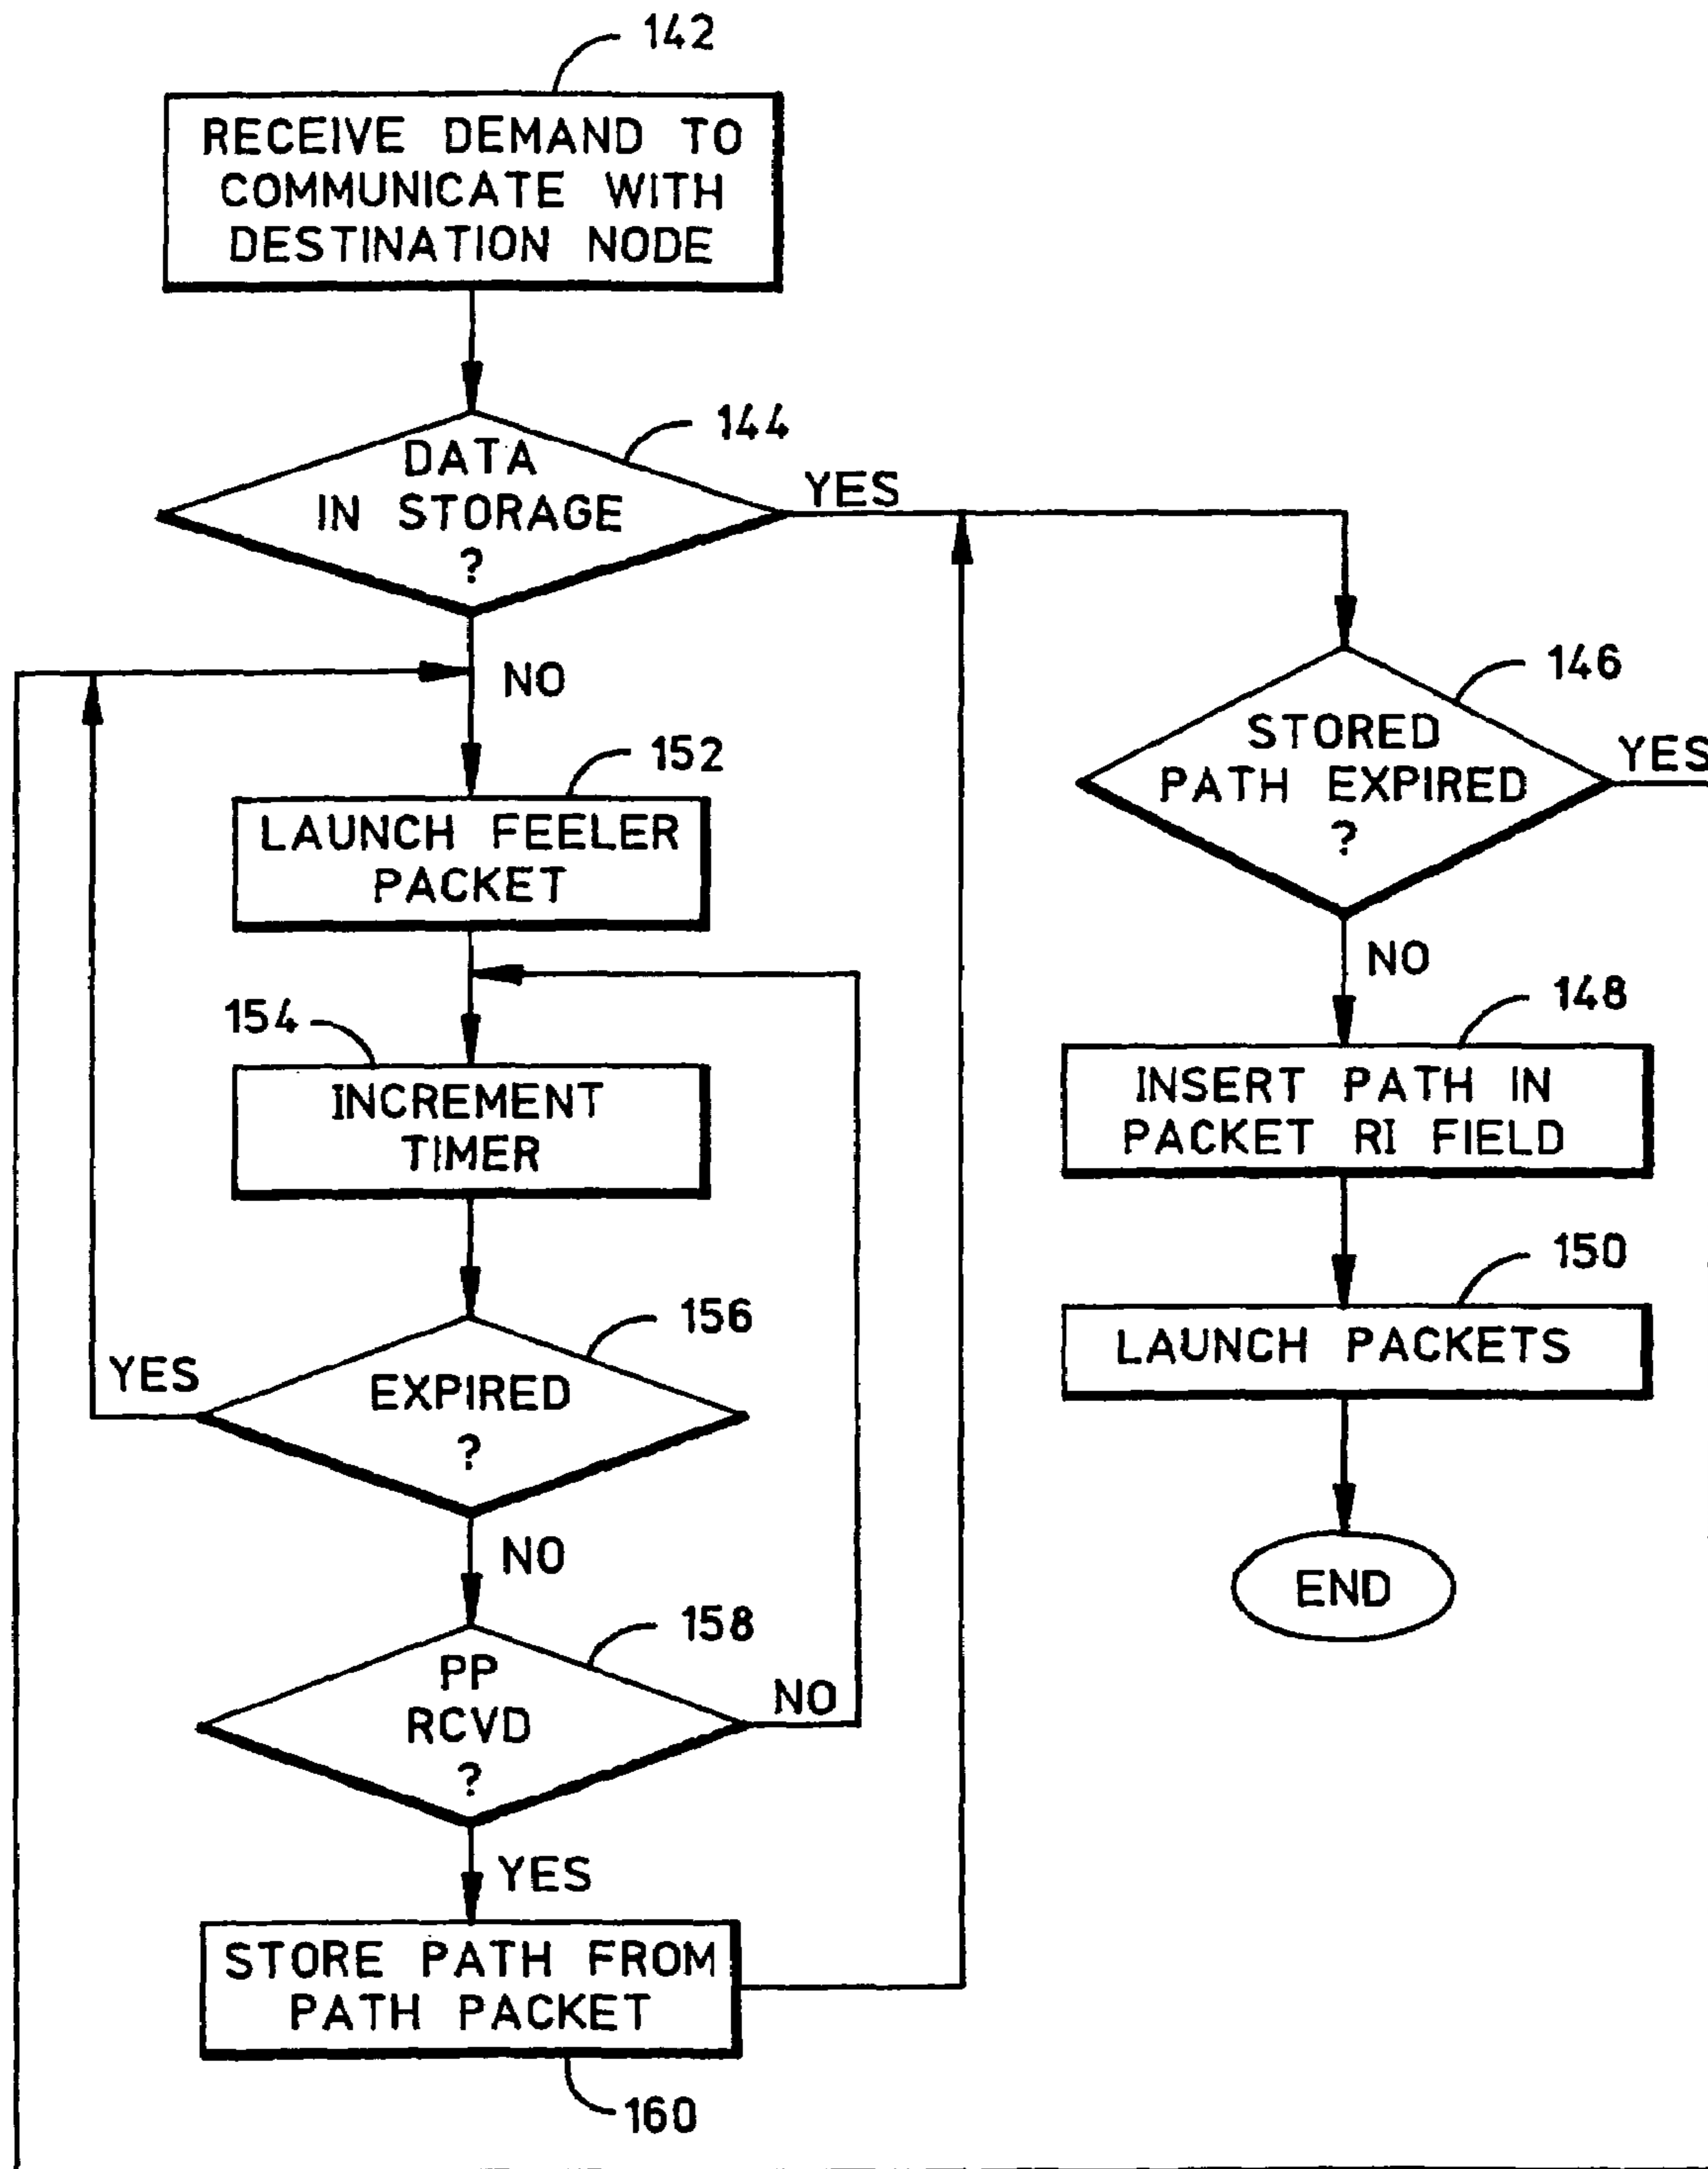 142
RECEIVE DEMAND TO
COMMUNICATE WITH
DESTINATION NODE
144
DATA
IN STORAGE
?
YES
NO
146
STORED
PATH EXPIRED
?
YES
NO
152
LAUNCH FEELER
PACKET
154
INCREMENT
TIMER
148
INSERT PATH IN
PACKET RI FIELD
150
LAUNCH PACKETS
END
156
EXPIRED
?
YES
NO
158
PP
RCVD
?
NO
YES
STORE PATH FROM
PATH PACKET
160